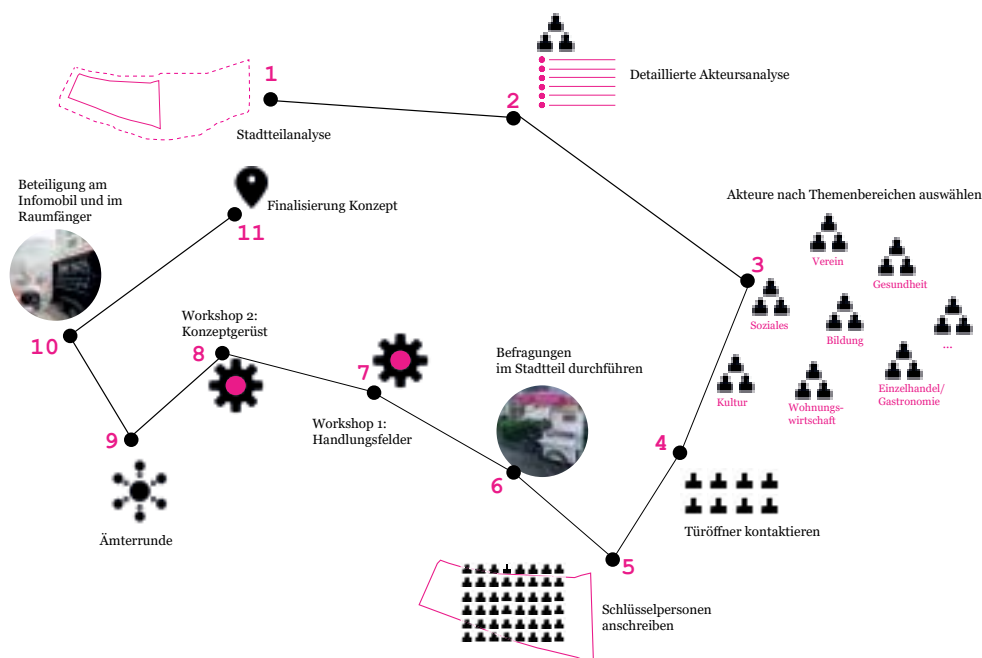 1
Stadtteilanalyse
2
Detaillierte Akteursanalyse
3
Akteure nach Themenbereichen auswählen
Verein
Gesundheit
Soziales
Bildung
...
Kultur
Wohnungs-
wirtschaft
Einzelhandel/
Gastronomie
4
Türöffner kontaktieren
5
Schlüsselpersonen
anschreiben
6
Befragungen
im Stadtteil durchführen
7
Workshop 1:
Handlungsfelder
8
Workshop 2:
Konzeptgerüst
9
Ämterrunde
10
Beteiligung am
Infomobil und im
Raumfänger
11
Finalisierung Konzept